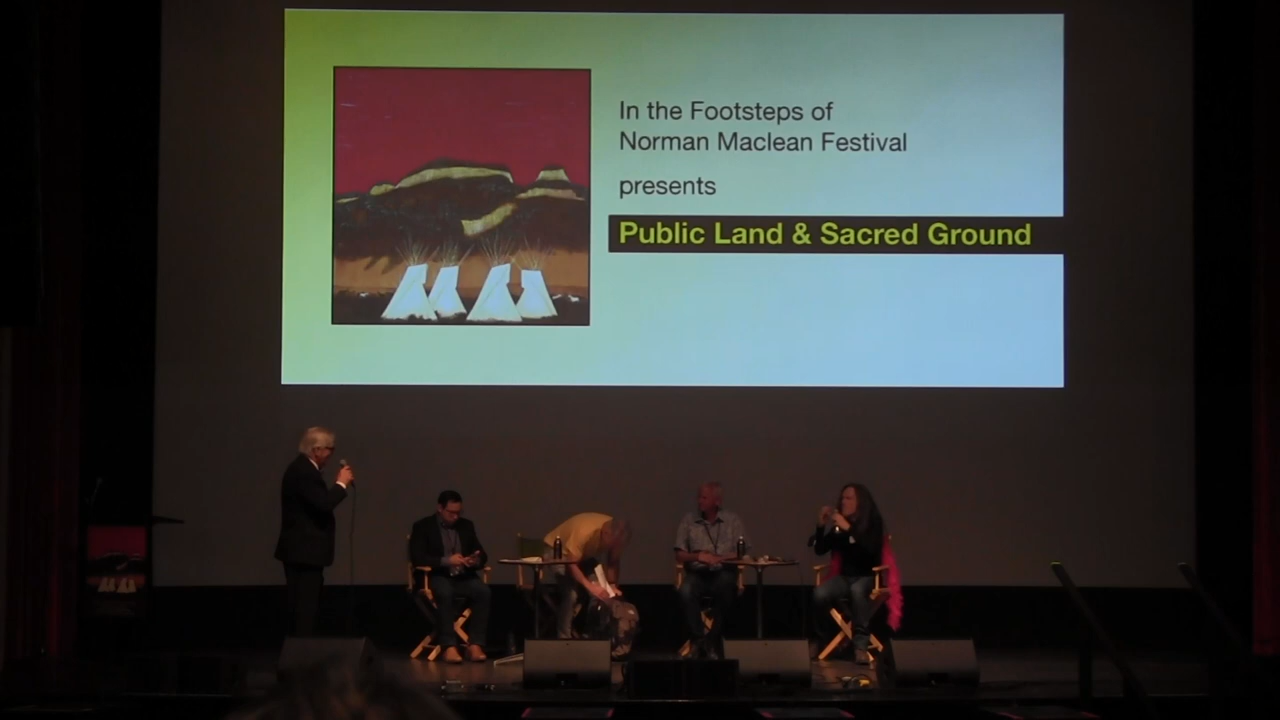 In the Footsteps of
Norman Maclean Festival
presents
Public Land & Sacred Ground